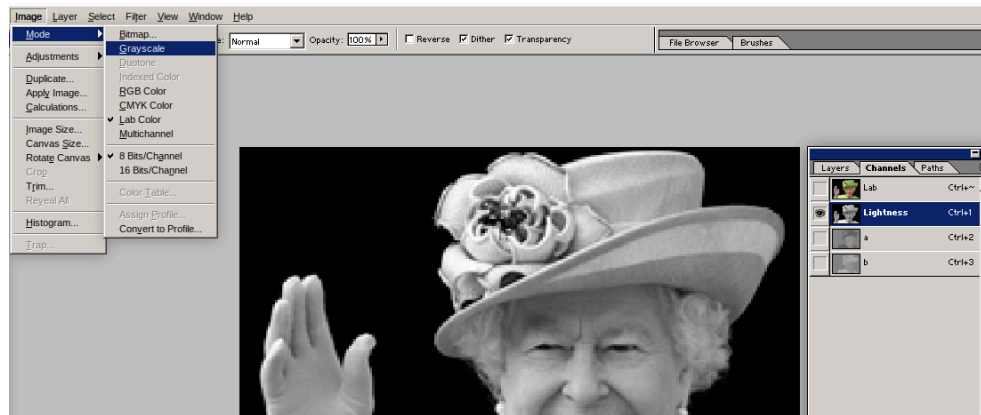 Image Layer Select Filter View Window Help
e: Normal Opacity: 100% Reverse Dither Transparency
File Browser Brushes
Mode
Adjustments
Duplicate...
Apply Image...
Calculations...
Image Size...
Canvas Size...
Rotate Canvas
Crop
Trim...
Reveal All
Histogram...
Trap...
Bitmap...
Grayscale
Duotone
Indexed Color
RGB Color
CMYK Color
Lab Color
Multichannel
8 Bits/Channel
16 Bits/Channel
Color Table...
Assign Profile...
Convert to Profile...
Layers Channels Paths
Lab Ctrl+~
Lightness Ctrl+1
a Ctrl+2
b Ctrl+3